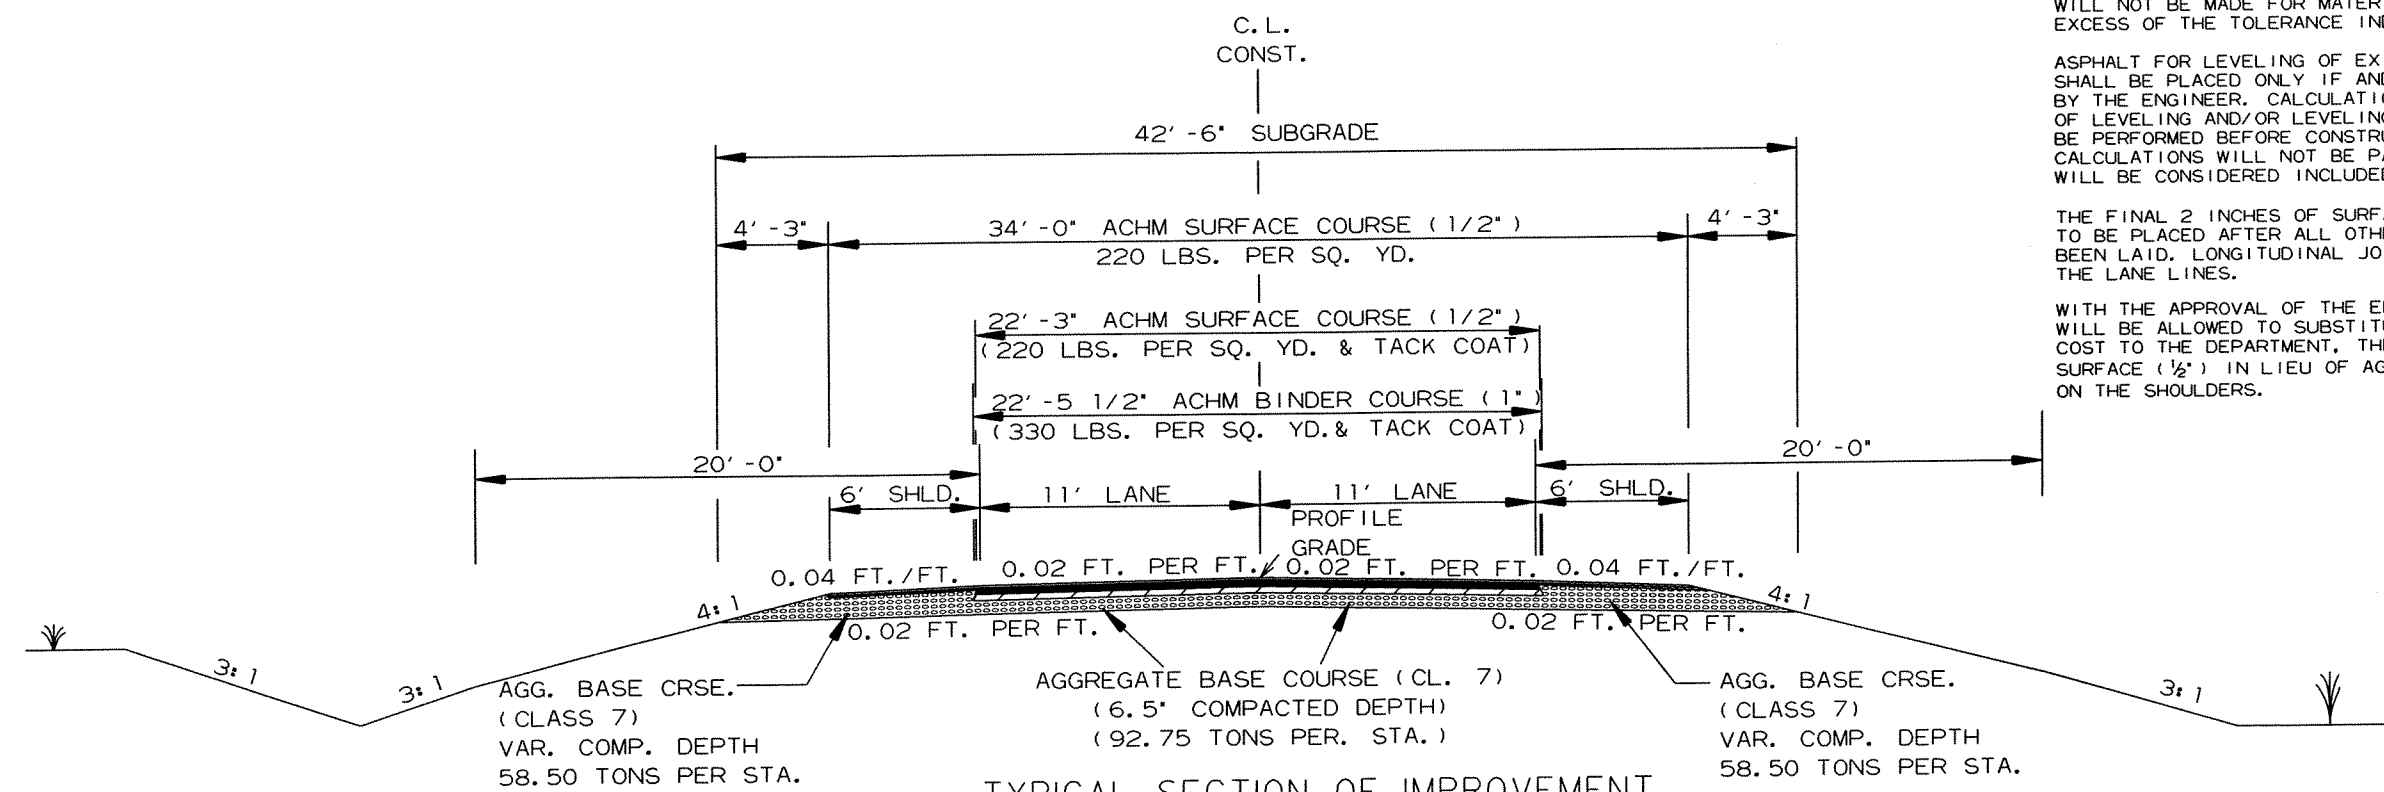 C.L.
CONST.
42'-6" SUBGRADE
4'-3"
34'-0" ACHM SURFACE COURSE (1/2")
4'-3"
220 LBS. PER SQ. YD.
22'-3" ACHM SURFACE COURSE (1/2")
(220 LBS. PER SQ. YD. & TACK COAT)
22'-5 1/2" ACHM BINDER COURSE (1")
(330 LBS. PER SQ. YD.& TACK COAT)
20'-0"
20'-0"
6' SHLD.
11' LANE
11' LANE
6' SHLD.
PROFILE
GRADE
0.04 FT./FT.
0.02 FT. PER FT.
0.02 FT. PER FT.
0.04 FT./FT.
4:1
4:1
0.02 FT. PER FT.
0.02 FT. PER FT.
3:1
3:1
3:1
AGG. BASE CRSE.
(CLASS 7)
VAR. COMP. DEPTH
58.50 TONS PER STA.
AGGREGATE BASE COURSE (CL. 7)
(6.5" COMPACTED DEPTH)
(92.75 TONS PER. STA.)
AGG. BASE CRSE.
(CLASS 7)
VAR. COMP. DEPTH
58.50 TONS PER STA.
TYPICAL SECTION OF IMPROVEMENT
WILL NOT BE MADE FOR MATER
EXCESS OF THE TOLERANCE IN
ASPHALT FOR LEVELING OF EX
SHALL BE PLACED ONLY IF AN
BY THE ENGINEER. CALCULATI
OF LEVELING AND/OR LEVELIN
BE PERFORMED BEFORE CONSTR
CALCULATIONS WILL NOT BE P
WILL BE CONSIDERED INCLUDE
THE FINAL 2 INCHES OF SURF
TO BE PLACED AFTER ALL OTH
BEEN LAID. LONGITUDINAL JO
THE LANE LINES.
WITH THE APPROVAL OF THE E
WILL BE ALLOWED TO SUBSTIT
COST TO THE DEPARTMENT, TH
SURFACE (½") IN LIEU OF AG
ON THE SHOULDERS.